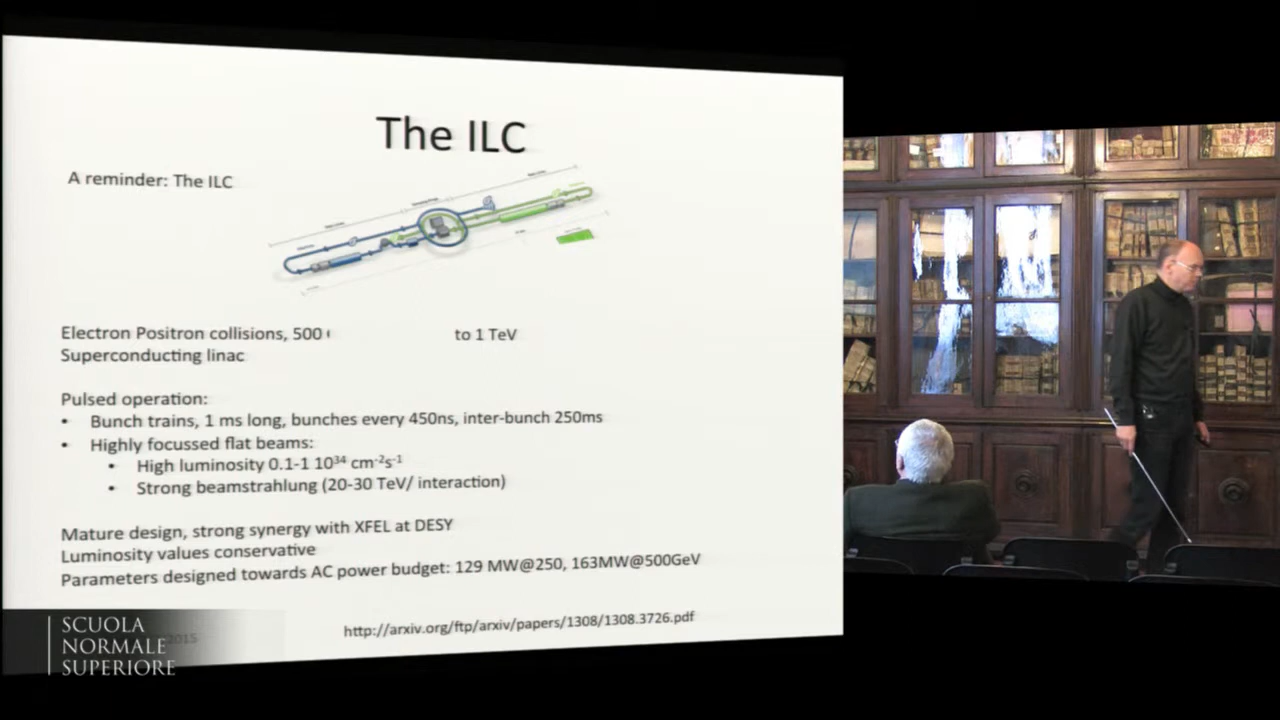 The ILC
A reminder: The ILC
Electron Positron collisions, 500 to 1 TeV
Superconducting linac
Pulsed operation:
• Bunch trains, 1 ms long, bunches every 450ns, inter-bunch 250ms
• Highly focussed flat beams:
• High luminosity 0.1-1 10³⁴ cm⁻²s⁻¹
• Strong beamstrahlung (20-30 TeV/ interaction)
Mature design, strong synergy with XFEL at DESY
Luminosity values conservative
Parameters designed towards AC power budget: 129 MW@250, 163MW@500GeV
http://arxiv.org/ftp/arxiv/papers/1308/1308.3726.pdf
2015
SCUOLA
NORMALE
SUPERIORE